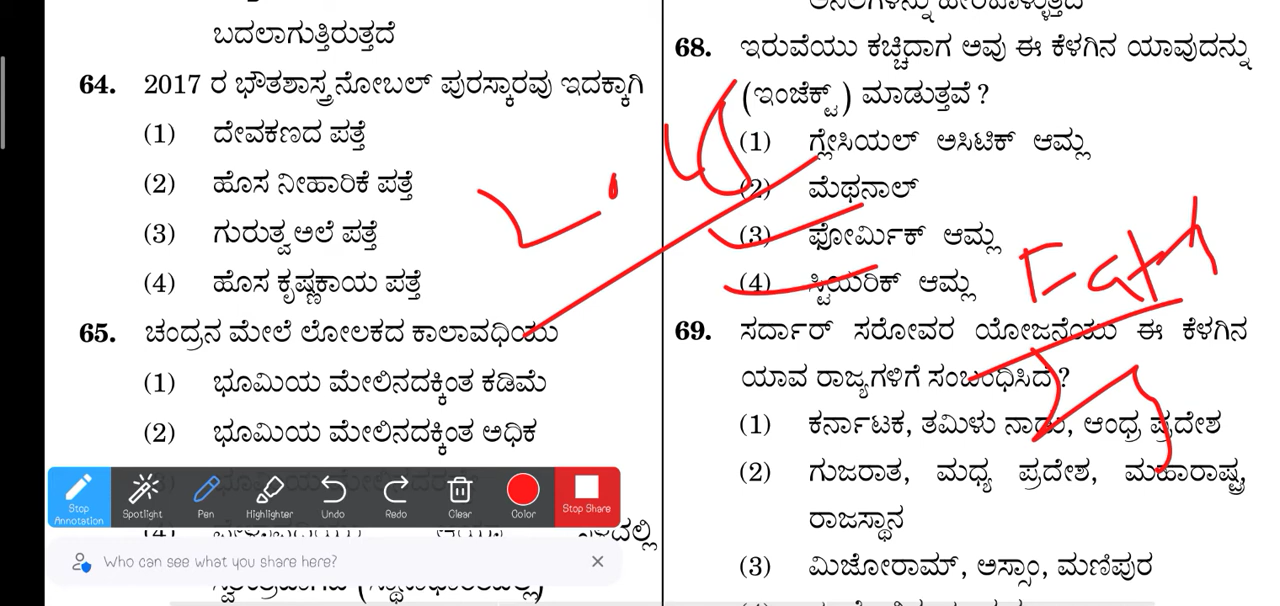 ಬದಲಾಗುತ್ತಿರುತ್ತದೆ
64. 2017 ರ ಭೌತಶಾಸ್ತ್ರ ನೋಬಲ್ ಪುರಸ್ಕಾರವು ಇದಕ್ಕಾಗಿ
(1) ದೇವಕಣದ ಪತ್ತೆ
(2) ಹೊಸ ನೀಹಾರಿಕೆ ಪತ್ತೆ
(3) ಗುರುತ್ವ ಅಲೆ ಪತ್ತೆ
(4) ಹೊಸ ಕೃಷ್ಣಕಾಯ ಪತ್ತೆ
65. ಚಂದ್ರನ ಮೇಲೆ ಲೋಲಕದ ಕಾಲಾವಧಿಯು
(1) ಭೂಮಿಯ ಮೇಲಿನದಕ್ಕಿಂತ ಕಡಿಮೆ
(2) ಭೂಮಿಯ ಮೇಲಿನದಕ್ಕಿಂತ ಅಧಿಕ
Stop Annotation
Spotlight
Pen
Highlighter
Undo
Redo
Clear
Color
Stop Share
Who can see what you share here?
68. ಇರುವೆಯು ಕಚ್ಚಿದಾಗ ಅವು ಈ ಕೆಳಗಿನ ಯಾವುದನ್ನು
(ಇಂಜೆಕ್ಟ್) ಮಾಡುತ್ತವೆ ?
(1) ಗ್ಲೇಸಿಯಲ್ ಅಸಿಟಿಕ್ ಆಮ್ಲ
(2) ಮೆಥನಾಲ್
(3) ಫೋರ್ಮಿಕ್ ಆಮ್ಲ
(4) ಸ್ಟಿಯರಿಕ್ ಆಮ್ಲ
69. ಸರ್ದಾರ್ ಸರೋವರ ಯೋಜನೆಯು ಈ ಕೆಳಗಿನ
ಯಾವ ರಾಜ್ಯಗಳಿಗೆ ಸಂಬಂಧಿಸಿದೆ ?
(1) ಕರ್ನಾಟಕ, ತಮಿಳು ನಾಡು, ಆಂಧ್ರ ಪ್ರದೇಶ
(2) ಗುಜರಾತ, ಮಧ್ಯ ಪ್ರದೇಶ, ಮಹಾರಾಷ್ಟ್ರ,
ರಾಜಸ್ಥಾನ
(3) ಮಿಜೋರಾಮ್, ಅಸ್ಸಾಂ, ಮಣಿಪುರ